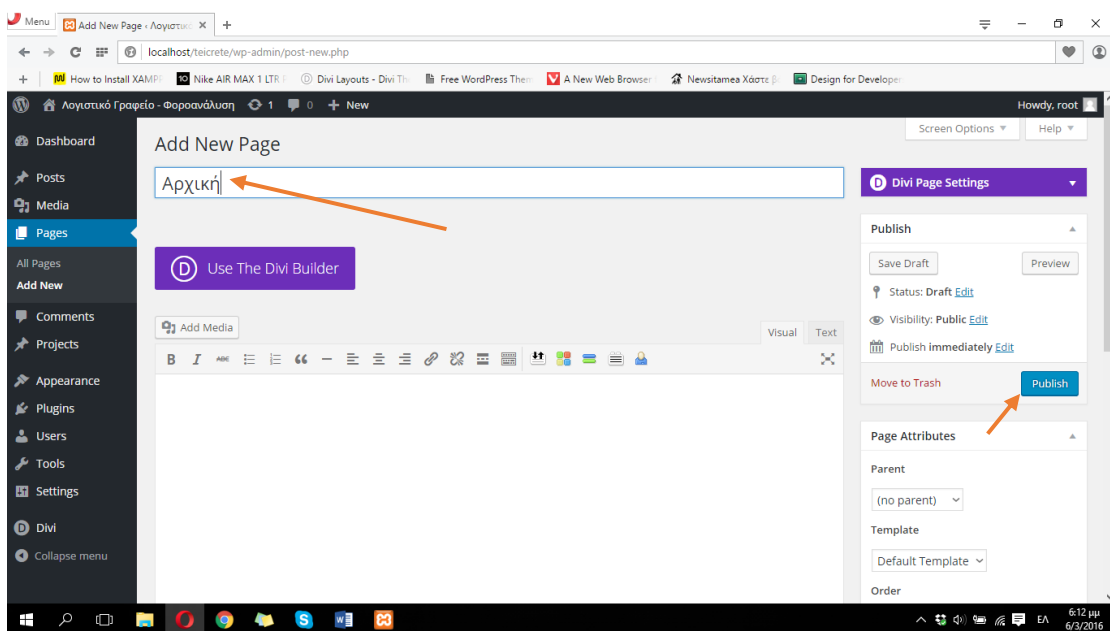 Menu
Add New Page ‹ Λογιστικ
localhost/teicrete/wp-admin/post-new.php
How to Install XAMPP
Nike AIR MAX 1 LTR
Divi Layouts - Divi Th
Free WordPress Them
A New Web Browser
Newsitamea Χάστε β
Design for Developer
Λογιστικό Γραφείο - Φοροανάλυση
1
0
New
Howdy, root
Screen Options
Help
Dashboard
Posts
Media
Pages
All Pages
Add New
Comments
Projects
Appearance
Plugins
Users
Tools
Settings
Divi
Collapse menu
Add New Page
Αρχική
Use The Divi Builder
Add Media
Visual
Text
B I ABC
Divi Page Settings
Publish
Save Draft
Preview
Status: Draft Edit
Visibility: Public Edit
Publish immediately Edit
Move to Trash
Publish
Page Attributes
Parent
(no parent)
Template
Default Template
Order
ΕΛ
6:12 μμ
6/3/2016